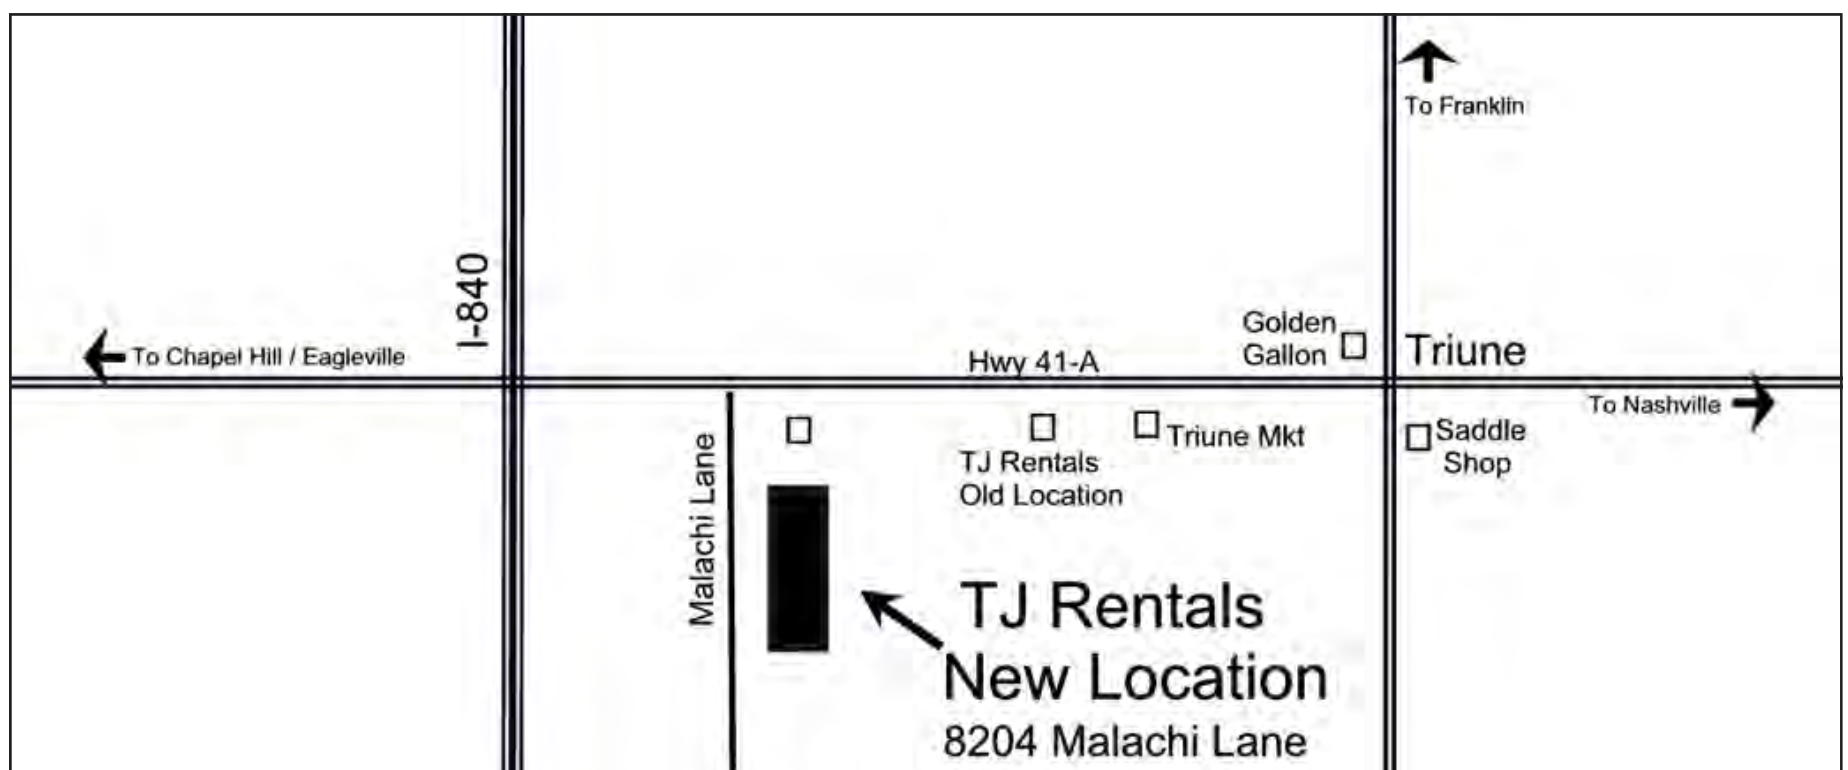 To Franklin
I-840
To Chapel Hill / Eagleville
Hwy 41-A
Golden
Gallon
Triune
To Nashville
Malachi Lane
TJ Rentals
Old Location
Triune Mkt
Saddle
Shop
TJ Rentals
New Location
8204 Malachi Lane